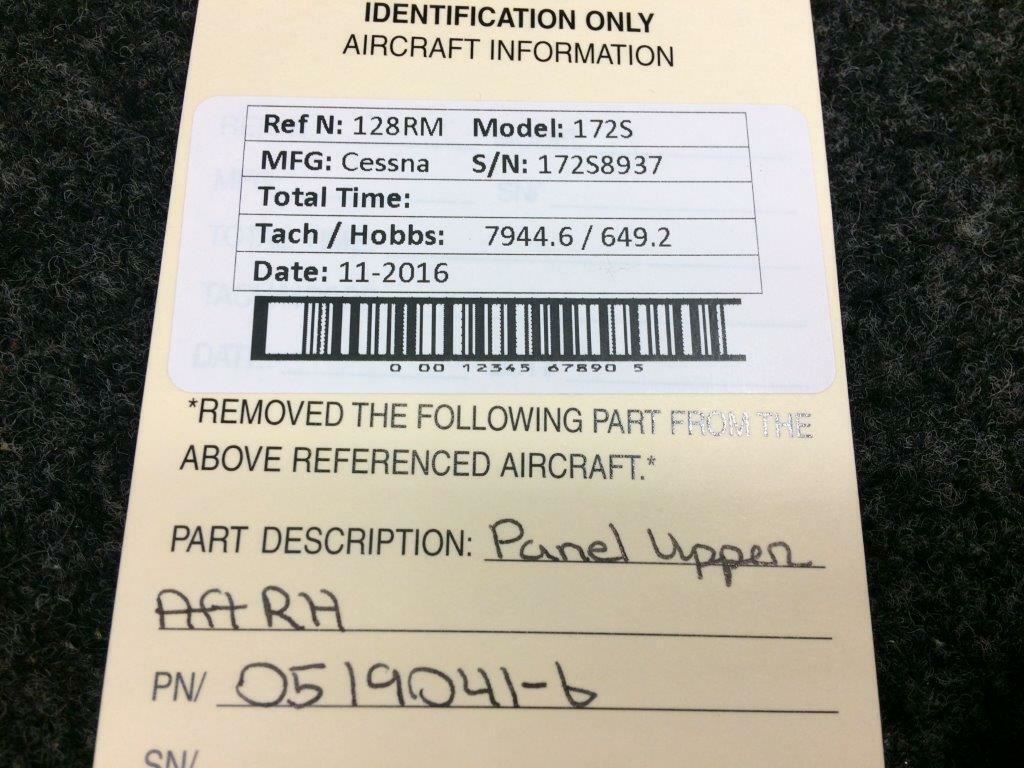 IDENTIFICATION ONLY
AIRCRAFT INFORMATION
Ref N: 128RM Model: 172S
MFG: Cessna S/N: 172S8937
Total Time:
Tach / Hobbs: 7944.6 / 649.2
Date: 11-2016
0 00 12345 67890 5
*REMOVED THE FOLLOWING PART FROM THE
ABOVE REFERENCED AIRCRAFT.*
PART DESCRIPTION: Panel Upper
Aft RH
PN/ 0519041-6
SN/